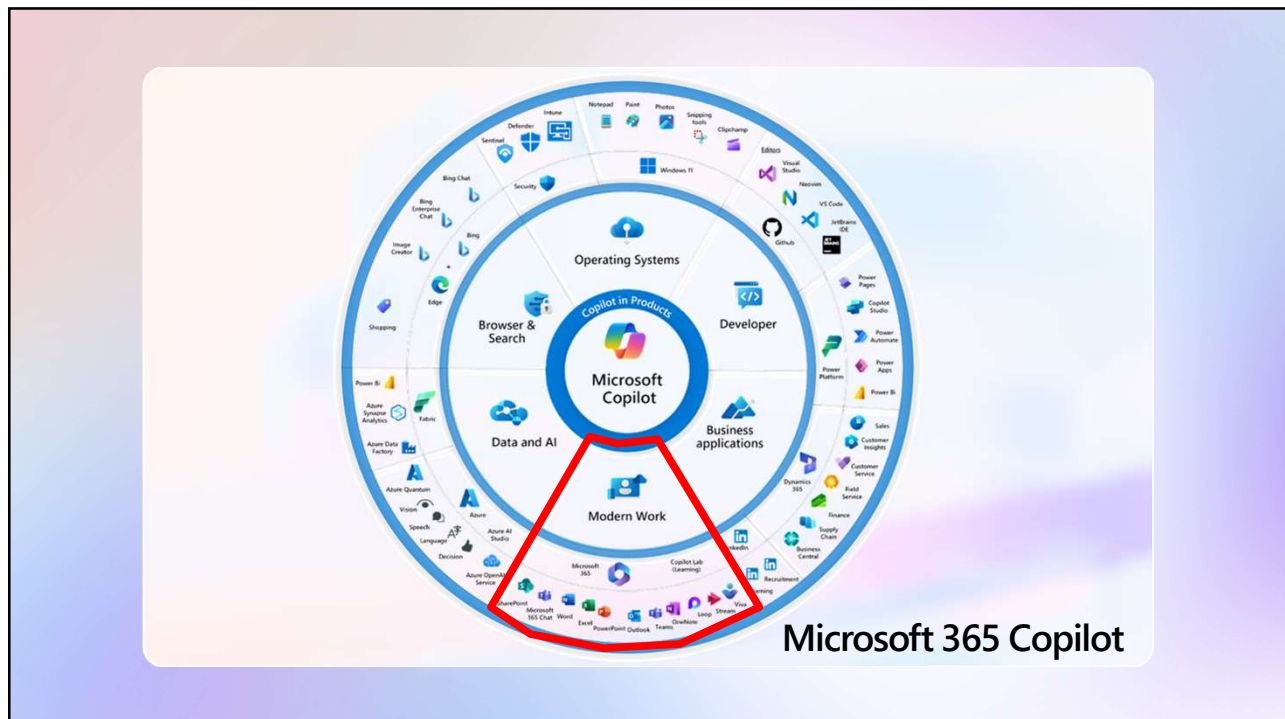 Notepad
Paint
Photos
Snipping
tools
Clipchamp
Windows 11
Intune
Defender
Sentinel
Security
Bing Chat
Bing
Enterprise
Chat
Image
Creator
Bing
Edge
Shopping
Editors
Visual
Studio
Neovim
VS Code
JetBrains
IDE
JET
BRAINS
Github
Operating Systems
Browser &
Search
Developer
Copilot in Products
Microsoft
Copilot
Data and AI
Business
applications
Modern Work
Power
Pages
Copilot
Studio
Power
Automate
Power
Apps
Power Bi
Power
Platform
Power Bi
Azure
Synapse
Analytics
Azure Data
Factory
Fabric
Sales
Customer
Insights
Customer
Service
Field
Service
Finance
Supply
Chain
Business
Central
Dynamics
365
Azure Quantum
Vision
Speech
Language
Decision
Azure OpenAI
Service
Azure
Azure AI
Studio
Microsoft
365
Copilot Lab
(Learning)
LinkedIn
Recruitment
SharePoint
Microsoft
365 Chat
Word
Excel
PowerPoint
Outlook
Teams
OneNote
Loop
Stream
Viva
Microsoft 365 Copilot